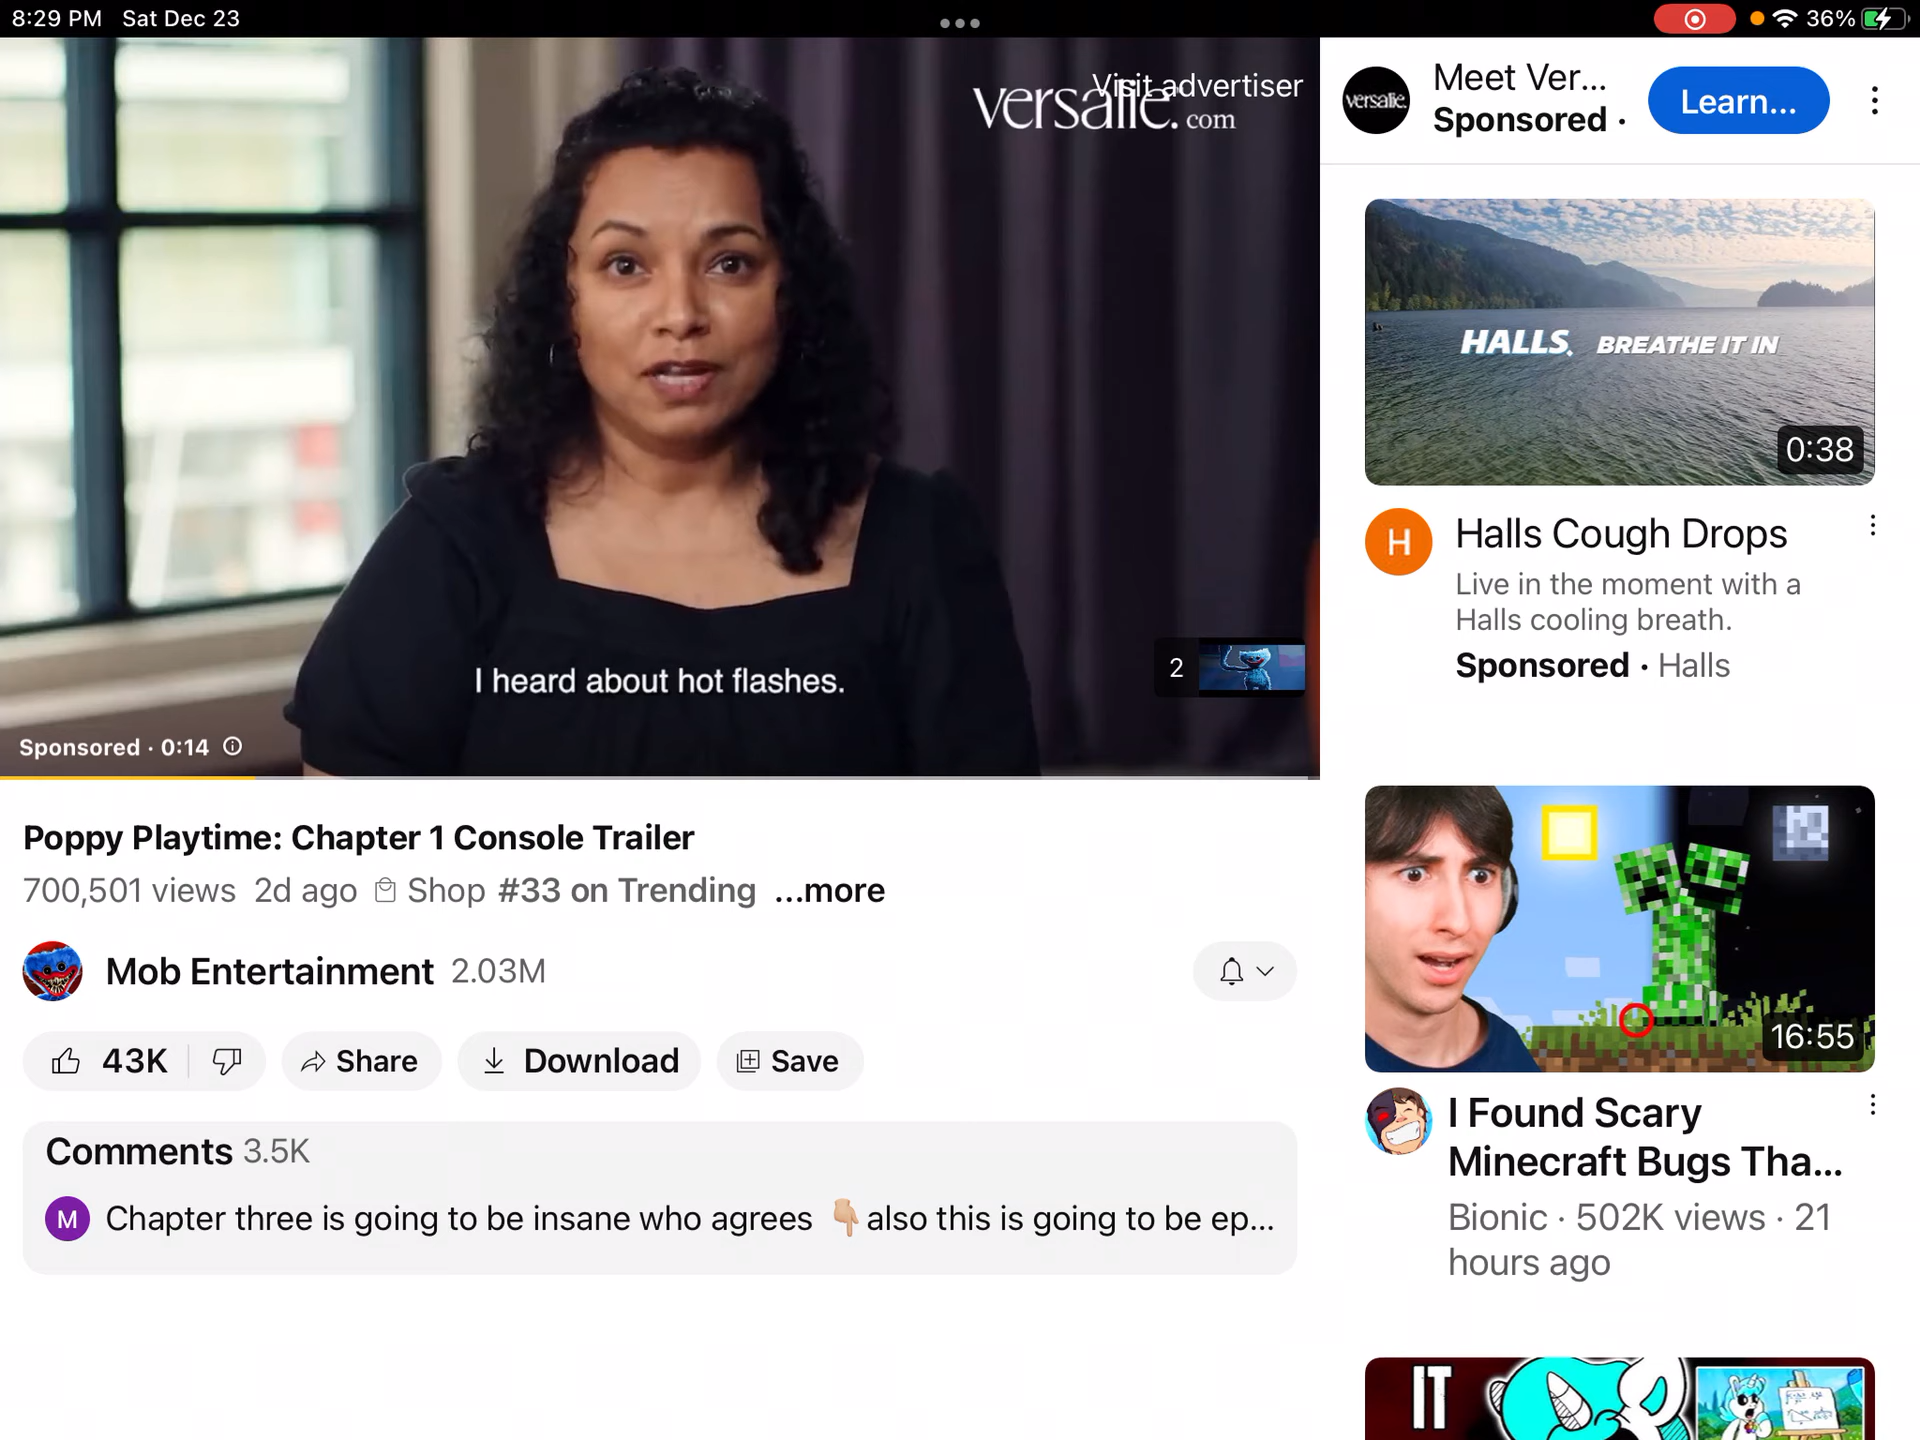 8:29 PM Sat Dec 23
36%
Visit advertiser
versalie.com
I heard about hot flashes.
2
Sponsored · 0:14
Poppy Playtime: Chapter 1 Console Trailer
700,501 views 2d ago Shop #33 on Trending ...more
Mob Entertainment 2.03M
43K Share Download Save
Comments 3.5K
M Chapter three is going to be insane who agrees 👇🏼also this is going to be ep...
versalie.
Meet Ver...
Sponsored ·
Learn...
HALLS. BREATHE IT IN
0:38
H Halls Cough Drops
Live in the moment with a
Halls cooling breath.
Sponsored · Halls
16:55
I Found Scary
Minecraft Bugs Tha...
Bionic · 502K views · 21
hours ago
IT